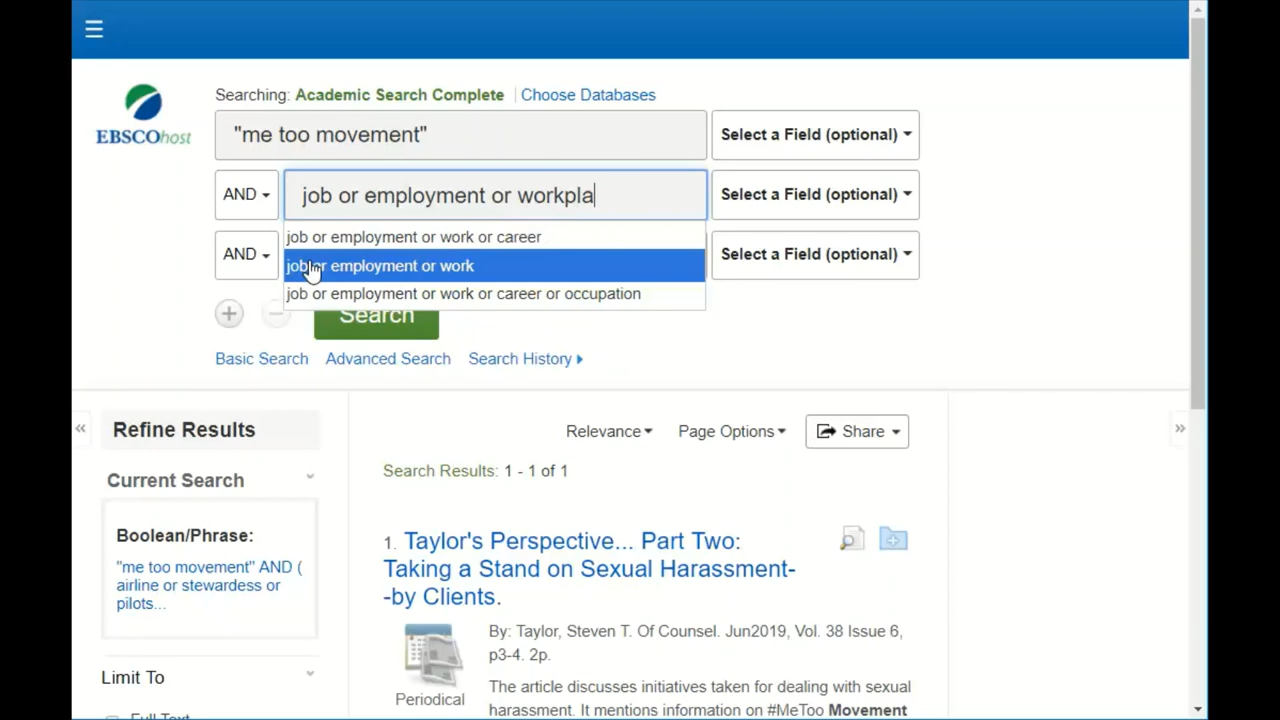 ☰
Searching: Academic Search Complete | Choose Databases
EBSCOhost
"me too movement"
Select a Field (optional)
AND
job or employment or workpla
Select a Field (optional)
job or employment or work or career
AND
job or employment or work
Select a Field (optional)
job or employment or work or career or occupation
Search
Basic Search Advanced Search Search History
«
Refine Results
Relevance Page Options Share
»
Current Search
Search Results: 1 - 1 of 1
Boolean/Phrase:
"me too movement" AND (
airline or stewardess or
pilots...
1. Taylor's Perspective... Part Two:
Taking a Stand on Sexual Harassment-
-by Clients.
By: Taylor, Steven T. Of Counsel. Jun2019, Vol. 38 Issue 6,
p3-4. 2p.
Periodical
The article discusses initiatives taken for dealing with sexual
harassment. It mentions information on #MeToo Movement
Limit To
Full Text